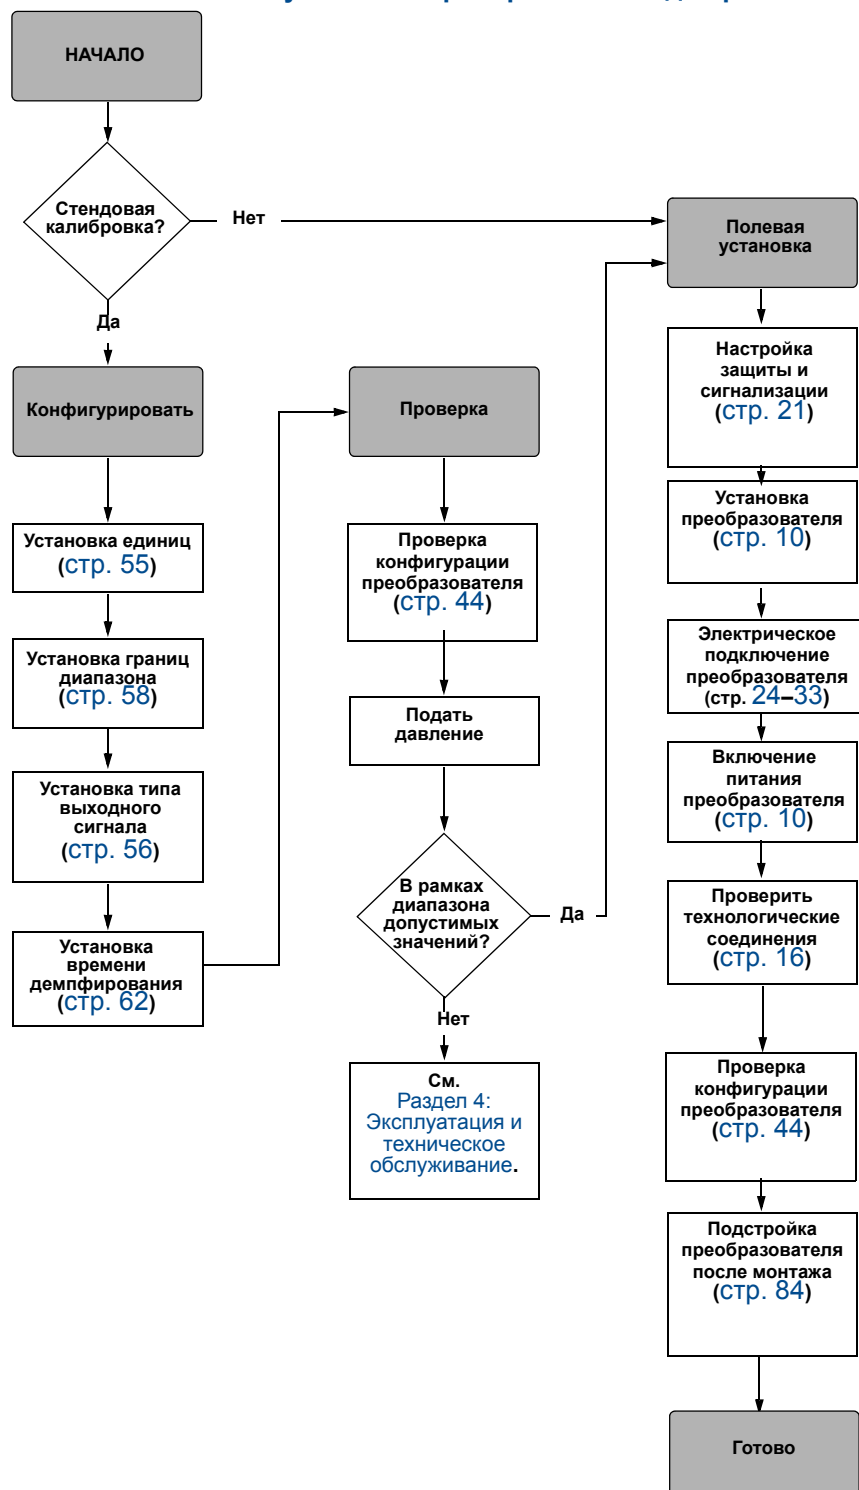 НАЧАЛО
Стендовая
калибровка?
Нет
Да
Конфигурировать
Установка единиц
(стр. 55)
Установка границ
диапазона
(стр. 58)
Установка типа
выходного
сигнала
(стр. 56)
Установка
времени
демпфирования
(стр. 62)
Проверка
Проверка
конфигурации
преобразователя
(стр. 44)
Подать
давление
В рамках
диапазона
допустимых
значений?
Да
Нет
См.
Раздел 4:
Эксплуатация и
техническое
обслуживание.
Полевая
установка
Настройка
защиты и
сигнализации
(стр. 21)
Установка
преобразователя
(стр. 10)
Электрическое
подключение
преобразователя
(стр. 24–33)
Включение
питания
преобразователя
(стр. 10)
Проверить
технологические
соединения
(стр. 16)
Проверка
конфигурации
преобразователя
(стр. 44)
Подстройка
преобразователя
после монтажа
(стр. 84)
Готово